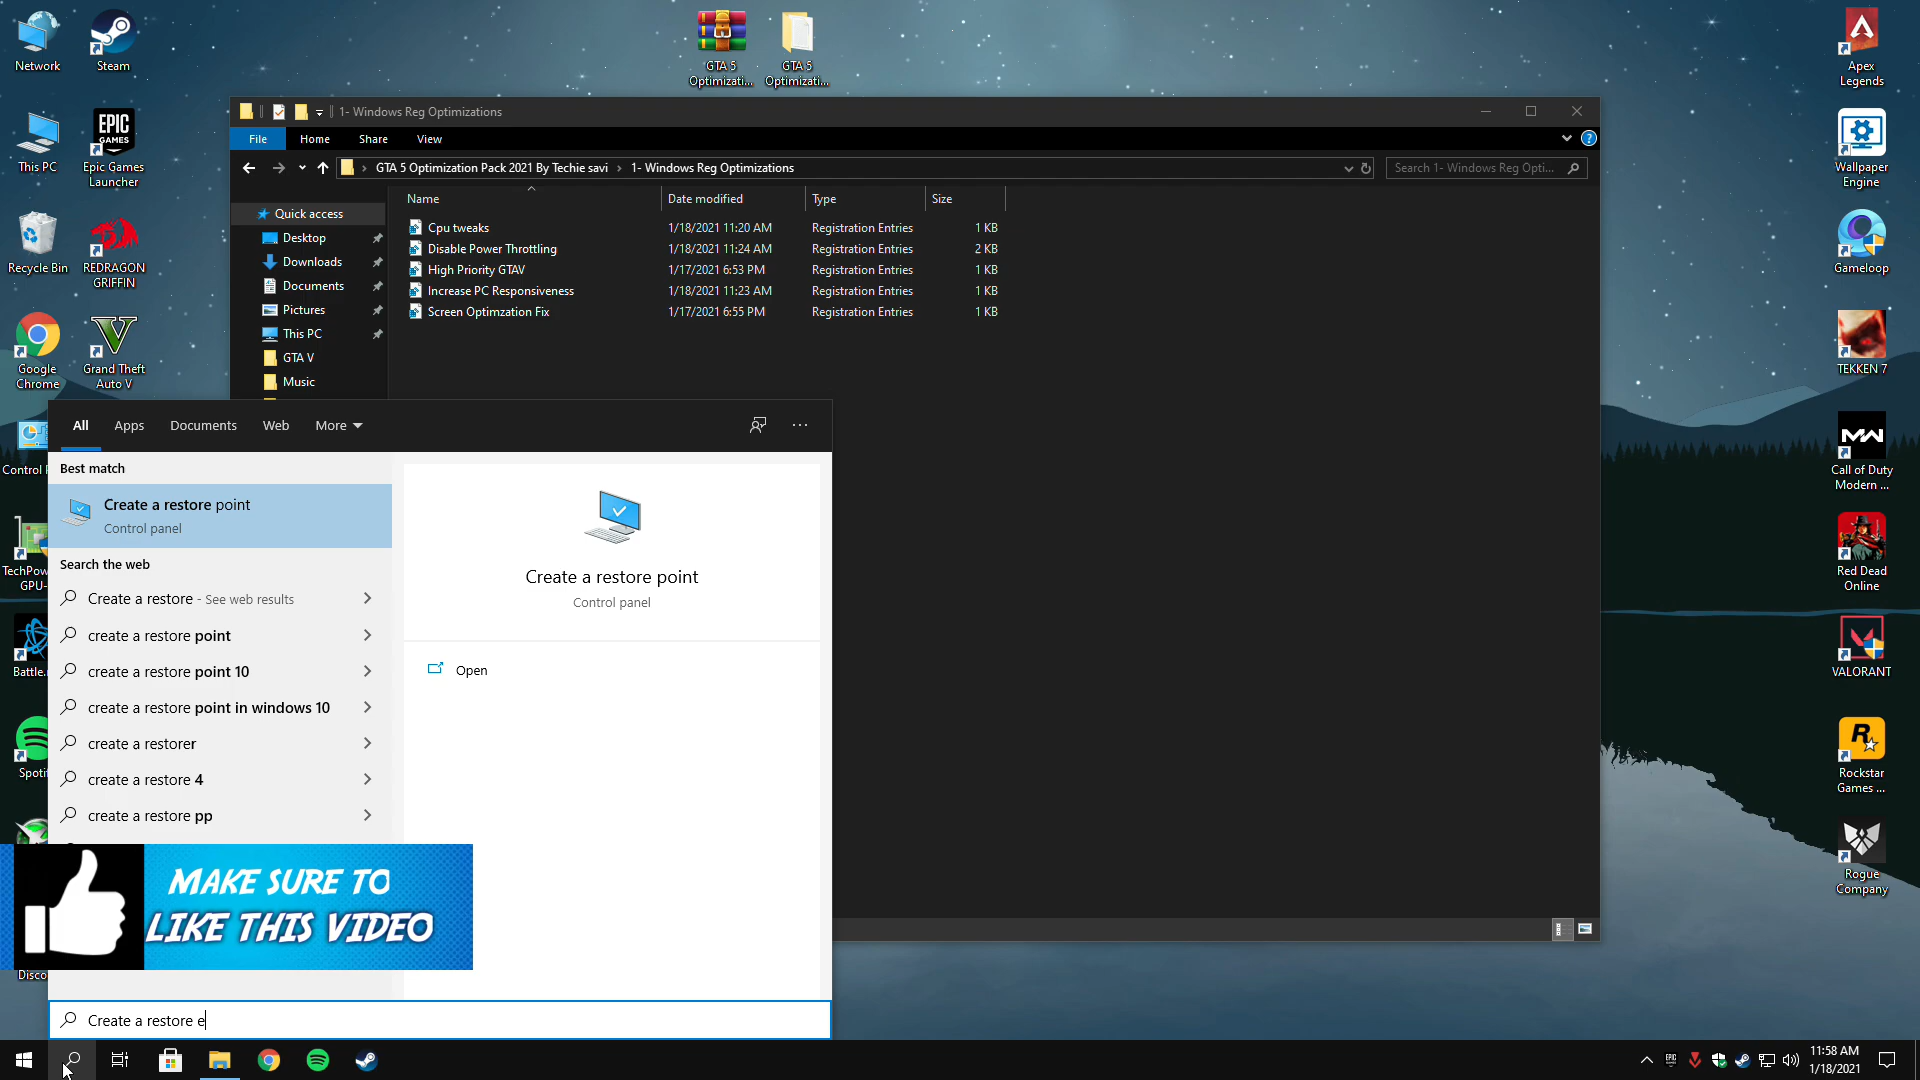 Network
Steam
GTA 5
Optimizati...
GTA 5
Optimizati...
Apex
Legends
1- Windows Reg Optimizations
File
Home
Share
View
This PC
Epic Games
Launcher
EPIC
GAMES
Wallpaper
Engine
GTA 5 Optimization Pack 2021 By Techie savi
1- Windows Reg Optimizations
Search 1- Windows Reg Opti...
Name
Date modified
Type
Size
Quick access
Desktop
Downloads
Documents
Pictures
This PC
GTA V
Music
Cpu tweaks
1/18/2021 11:20 AM
Registration Entries
1 KB
Disable Power Throttling
1/18/2021 11:24 AM
Registration Entries
2 KB
High Priority GTAV
1/17/2021 6:53 PM
Registration Entries
1 KB
Increase PC Responsiveness
1/18/2021 11:23 AM
Registration Entries
1 KB
Screen Optimzation Fix
1/17/2021 6:55 PM
Registration Entries
1 KB
Recycle Bin
REDRAGON
GRIFFIN
Gameloop
Google
Chrome
Grand Theft
Auto V
TEKKEN 7
Control P
TechPow
GPU-
Battle.n
Spotif
Disco
MW
Call of Duty
Modern ...
Red Dead
Online
VALORANT
Rockstar
Games ...
Rogue
Company
All
Apps
Documents
Web
More
Best match
Create a restore point
Control panel
Search the web
Create a restore - See web results
create a restore point
create a restore point 10
create a restore point in windows 10
create a restorer
create a restore 4
create a restore pp
Create a restore point
Control panel
Open
MAKE SURE TO
LIKE THIS VIDEO
Create a restore e
EPIC
11:58 AM
1/18/2021